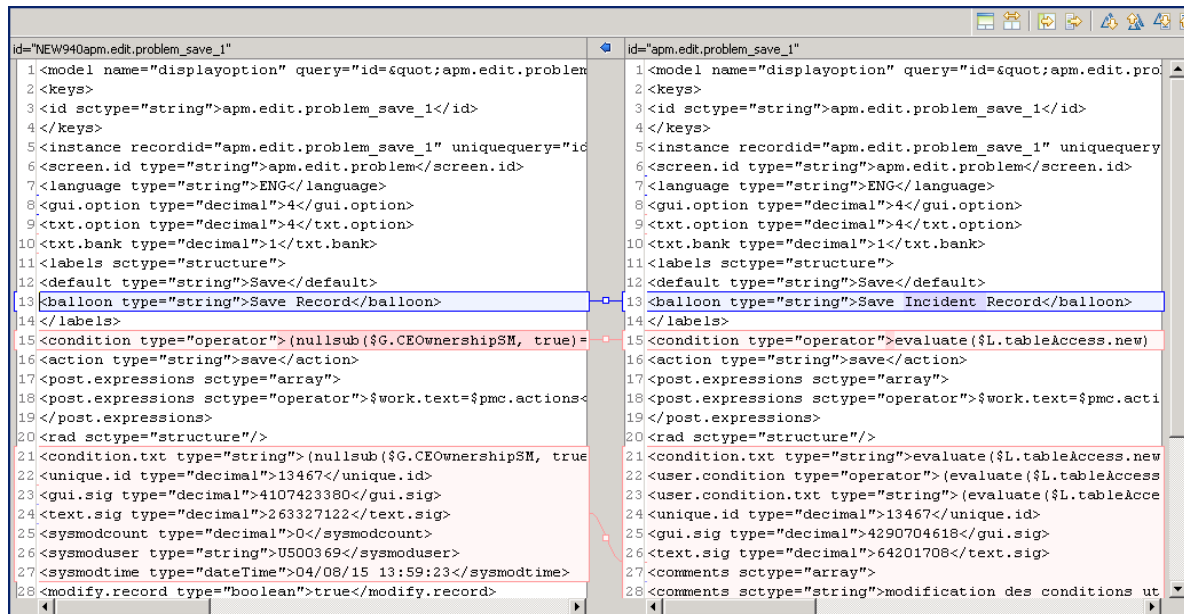 id="NEW940apm.edit.problem_save_1"
1 <model name="displayoption" query="id=&quot;apm.edit.problem
2 <keys>
3 <id sctype="string">apm.edit.problem_save_1</id>
4 </keys>
5 <instance recordid="apm.edit.problem_save_1" uniquequery="id
6 <screen.id type="string">apm.edit.problem</screen.id>
7 <language type="string">ENG</language>
8 <gui.option type="decimal">4</gui.option>
9 <txt.option type="decimal">4</txt.option>
10 <txt.bank type="decimal">1</txt.bank>
11 <labels sctype="structure">
12 <default type="string">Save</default>
13 <balloon type="string">Save Record</balloon>
14 </labels>
15 <condition type="operator">(nullsub($G.CEOwnershipSM, true)=
16 <action type="string">save</action>
17 <post.expressions sctype="array">
18 <post.expressions sctype="operator">$work.text=$pmc.actions<
19 </post.expressions>
20 <rad sctype="structure"/>
21 <condition.txt type="string">(nullsub($G.CEOwnershipSM, true
22 <unique.id type="decimal">13467</unique.id>
23 <gui.sig type="decimal">4107423380</gui.sig>
24 <text.sig type="decimal">263327122</text.sig>
25 <sysmodcount type="decimal">0</sysmodcount>
26 <sysmoduser type="string">U500369</sysmoduser>
27 <sysmodtime type="dateTime">04/08/15 13:59:23</sysmodtime>
28 <modify.record type="boolean">true</modify.record>
id="apm.edit.problem_save_1"
1 <model name="displayoption" query="id=&quot;apm.edit.pro
2 <keys>
3 <id sctype="string">apm.edit.problem_save_1</id>
4 </keys>
5 <instance recordid="apm.edit.problem_save_1" uniquequery
6 <screen.id type="string">apm.edit.problem</screen.id>
7 <language type="string">ENG</language>
8 <gui.option type="decimal">4</gui.option>
9 <txt.option type="decimal">4</txt.option>
10 <txt.bank type="decimal">1</txt.bank>
11 <labels sctype="structure">
12 <default type="string">Save</default>
13 <balloon type="string">Save Incident Record</balloon>
14 </labels>
15 <condition type="operator">evaluate($L.tableAccess.new)
16 <action type="string">save</action>
17 <post.expressions sctype="array">
18 <post.expressions sctype="operator">$work.text=$pmc.acti
19 </post.expressions>
20 <rad sctype="structure"/>
21 <condition.txt type="string">evaluate($L.tableAccess.new
22 <user.condition type="operator">(evaluate($L.tableAccess
23 <user.condition.txt type="string">(evaluate($L.tableAcce
24 <unique.id type="decimal">13467</unique.id>
25 <gui.sig type="decimal">4290704618</gui.sig>
26 <text.sig type="decimal">64201708</text.sig>
27 <comments sctype="array">
28 <comments sctype="string">modification des conditions ut